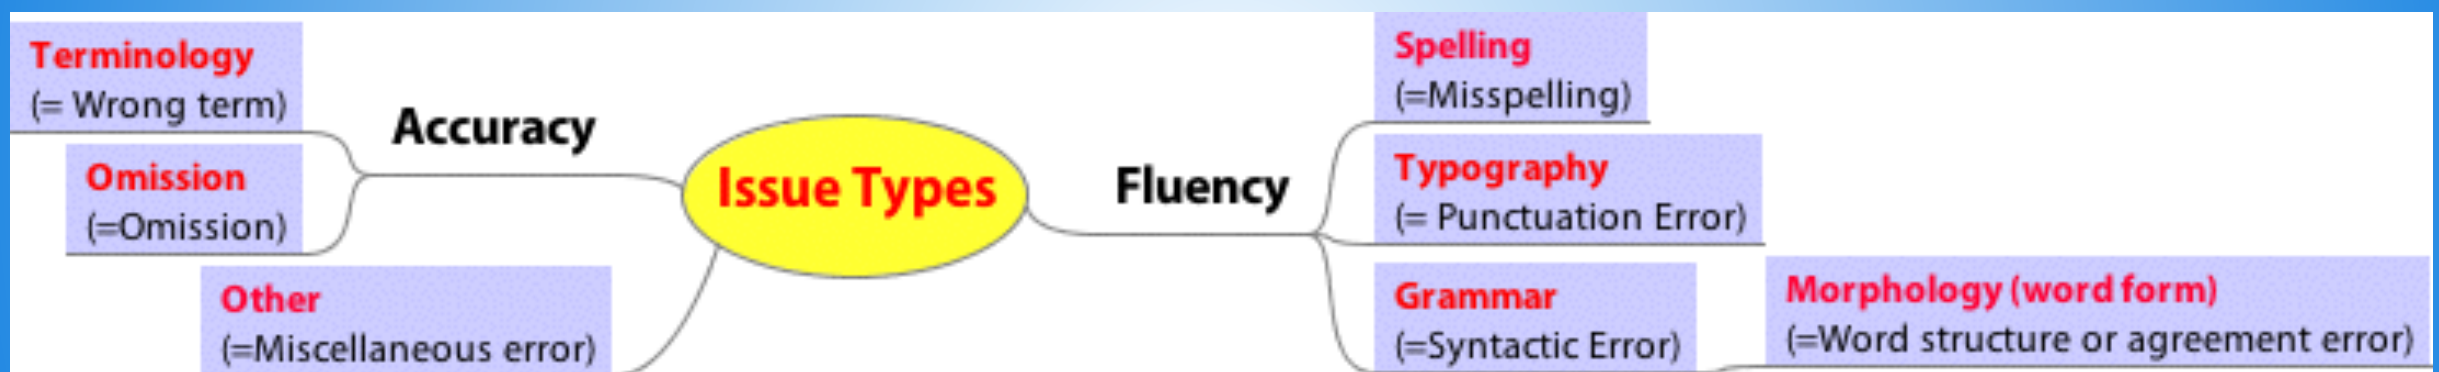 Terminology
(= Wrong term)
Accuracy
Omission
(=Omission)
Other
(=Miscellaneous error)
Issue Types
Fluency
Spelling
(=Misspelling)
Typography
(= Punctuation Error)
Grammar
(=Syntactic Error)
Morphology (word form)
(=Word structure or agreement error)